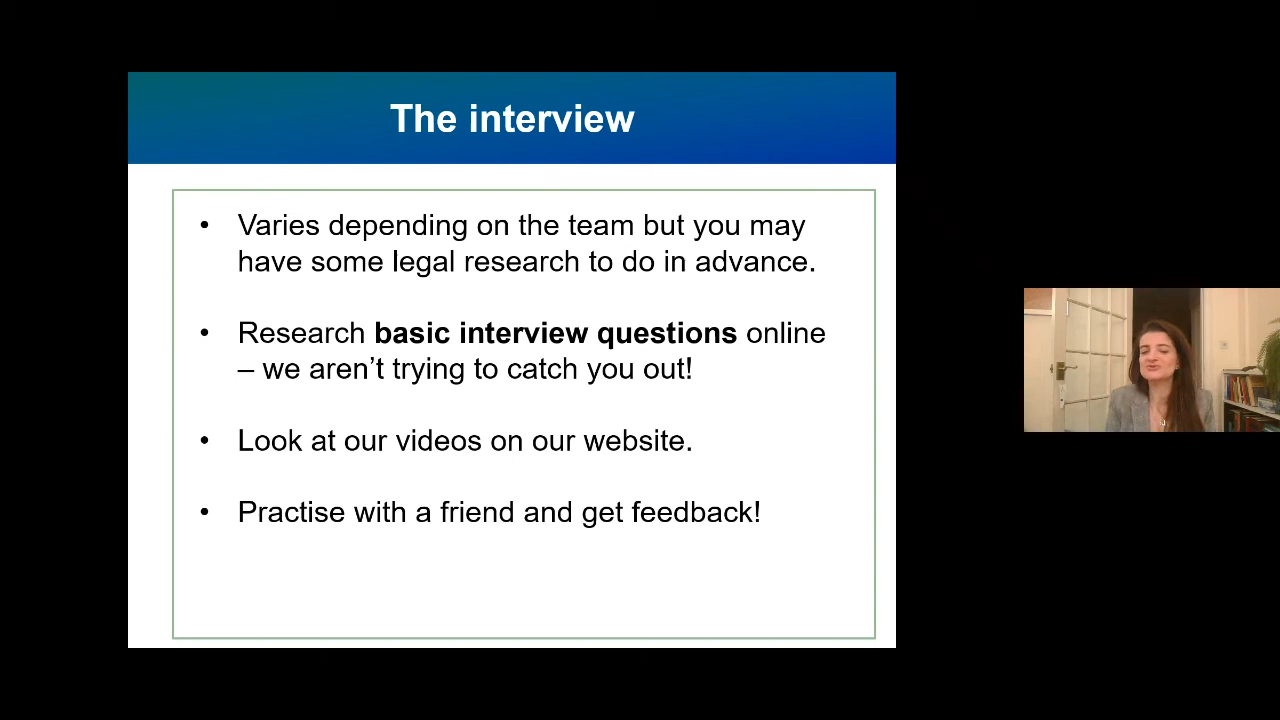 The interview
• Varies depending on the team but you may
have some legal research to do in advance.
• Research basic interview questions online
– we aren’t trying to catch you out!
• Look at our videos on our website.
• Practise with a friend and get feedback!